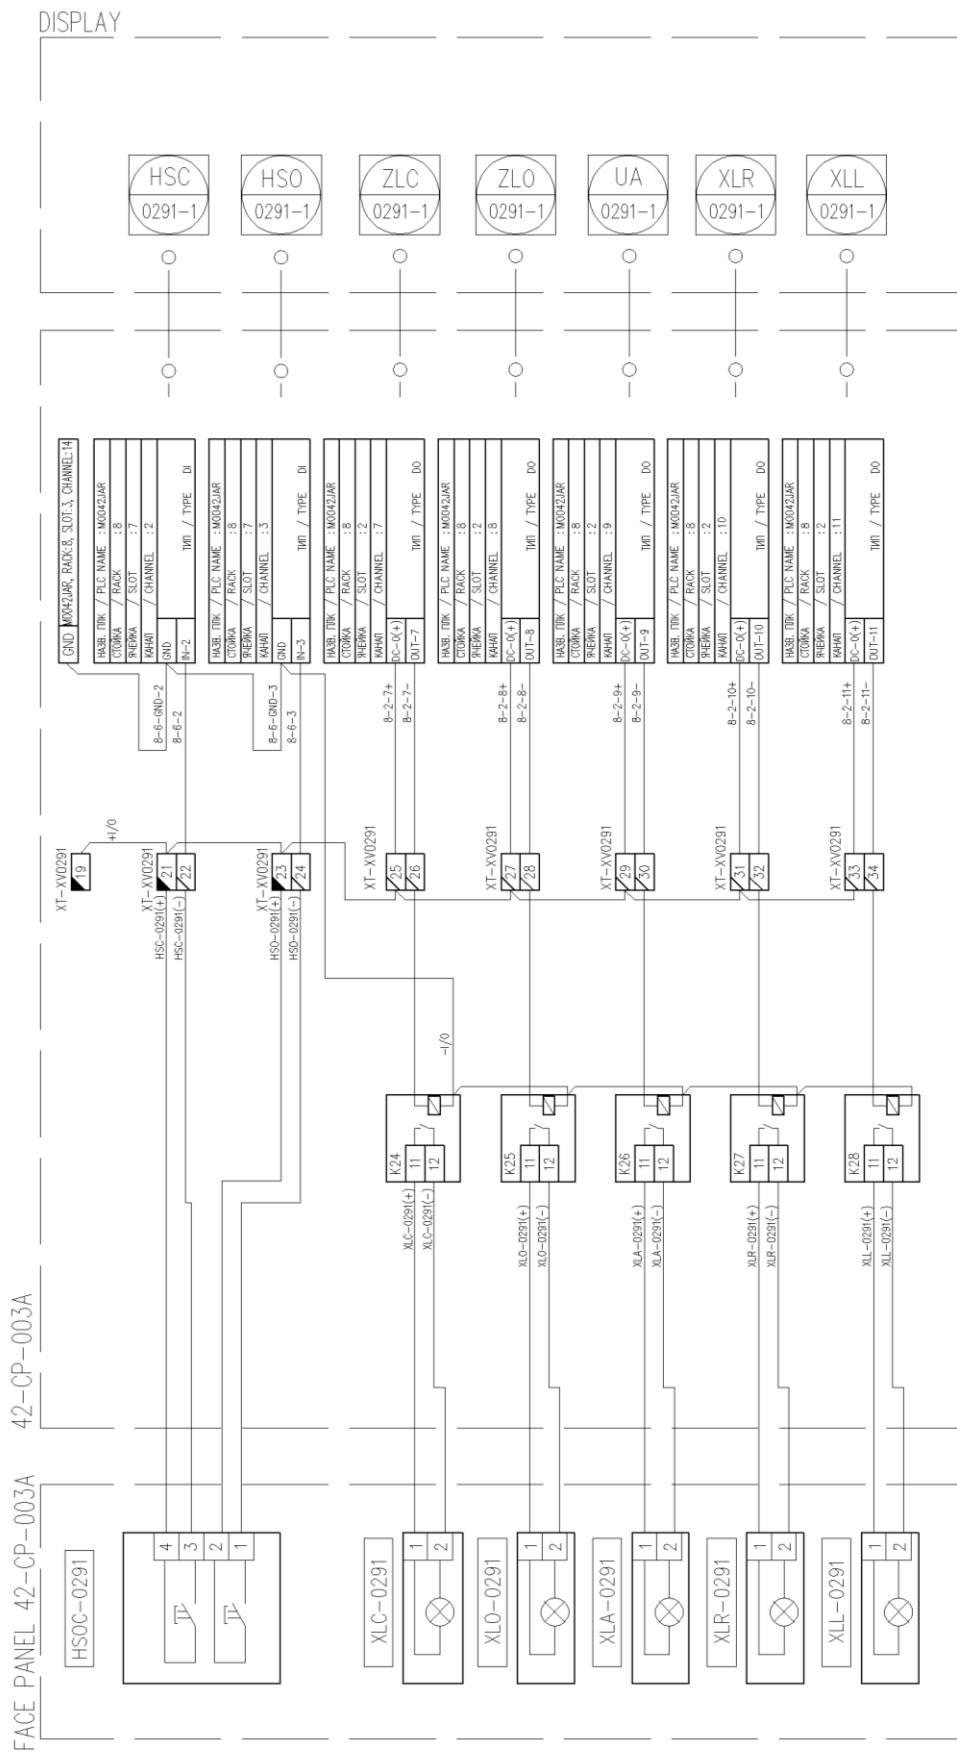 DISPLAY
HSC
0291-1
HSO
0291-1
ZLC
0291-1
ZLO
0291-1
UA
0291-1
XLR
0291-1
XLL
0291-1
GND M0042JAR, RACK:8, SLOT:3, CHANNEL:14
НАЗВ. ПЛК / PLC NAME :M0042JAR
СТОЙКА / RACK :8
ЯЧЕЙКА / SLOT :7
КАНАЛ / CHANNEL :2
GND
IN-2 ТИП / TYPE DI
НАЗВ. ПЛК / PLC NAME :M0042JAR
СТОЙКА / RACK :8
ЯЧЕЙКА / SLOT :7
КАНАЛ / CHANNEL :3
GND
IN-3 ТИП / TYPE DI
НАЗВ. ПЛК / PLC NAME :M0042JAR
СТОЙКА / RACK :8
ЯЧЕЙКА / SLOT :2
КАНАЛ / CHANNEL :7
DC-0(+)
OUT-7 ТИП / TYPE DO
НАЗВ. ПЛК / PLC NAME :M0042JAR
СТОЙКА / RACK :8
ЯЧЕЙКА / SLOT :2
КАНАЛ / CHANNEL :8
DC-0(+)
OUT-8 ТИП / TYPE DO
НАЗВ. ПЛК / PLC NAME :M0042JAR
СТОЙКА / RACK :8
ЯЧЕЙКА / SLOT :2
КАНАЛ / CHANNEL :9
DC-0(+)
OUT-9 ТИП / TYPE DO
НАЗВ. ПЛК / PLC NAME :M0042JAR
СТОЙКА / RACK :8
ЯЧЕЙКА / SLOT :2
КАНАЛ / CHANNEL :10
DC-0(+)
OUT-10 ТИП / TYPE DO
НАЗВ. ПЛК / PLC NAME :M0042JAR
СТОЙКА / RACK :8
ЯЧЕЙКА / SLOT :2
КАНАЛ / CHANNEL :11
DC-0(+)
OUT-11 ТИП / TYPE DO
8-6-GND-2
8-6-2
8-6-GND-3
8-6-3
8-2-7+
8-2-7-
8-2-8+
8-2-8-
8-2-9+
8-2-9-
8-2-10+
8-2-10-
8-2-11+
8-2-11-
+I/0
XT-XV0291
19
XT-XV0291
21
22
XT-XV0291
23
24
XT-XV0291
25
26
XT-XV0291
27
28
XT-XV0291
29
30
XT-XV0291
31
32
XT-XV0291
33
34
HSC-0291(+)
HSC-0291(-)
HSO-0291(+)
HSO-0291(-)
-I/0
K24
11
12
K25
11
12
K26
11
12
K27
11
12
K28
11
12
XLC-0291(+)
XLC-0291(-)
XLO-0291(+)
XLO-0291(-)
XLA-0291(+)
XLA-0291(-)
XLR-0291(+)
XLR-0291(-)
XLL-0291(+)
XLL-0291(-)
42-CP-003A
FACE PANEL 42-CP-003A
HSOC-0291
4
3
2
1
XLC-0291
1
2
XLO-0291
1
2
XLA-0291
1
2
XLR-0291
1
2
XLL-0291
1
2